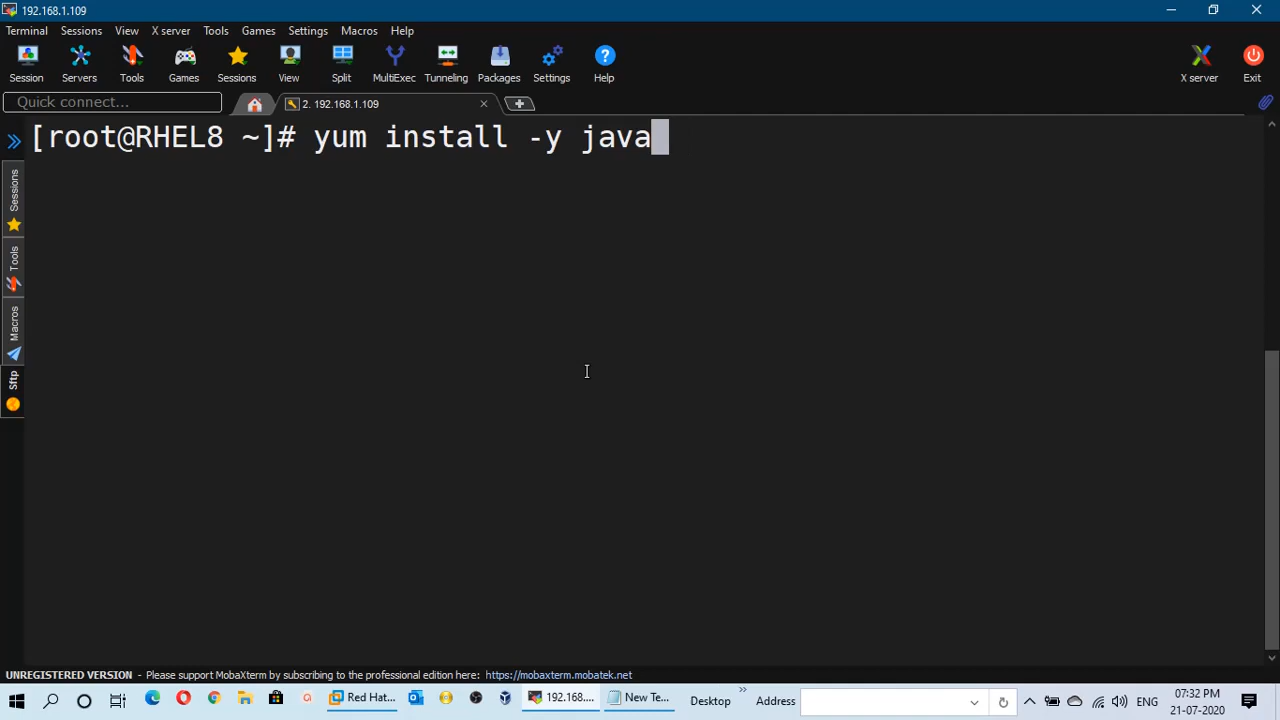 192.168.1.109
Terminal Sessions View X server Tools Games Settings Macros Help
Session Servers Tools Games Sessions View Split MultiExec Tunneling Packages Settings Help X server Exit
Quick connect... 2. 192.168.1.109
[root@RHEL8 ~]# yum install -y java
Sessions
Tools
Macros
Sftp
UNREGISTERED VERSION - Please support MobaXterm by subscribing to the professional edition here: https://mobaxterm.mobatek.net
Red Hat... 192.168.... New Te... Desktop Address ENG 07:32 PM
21-07-2020